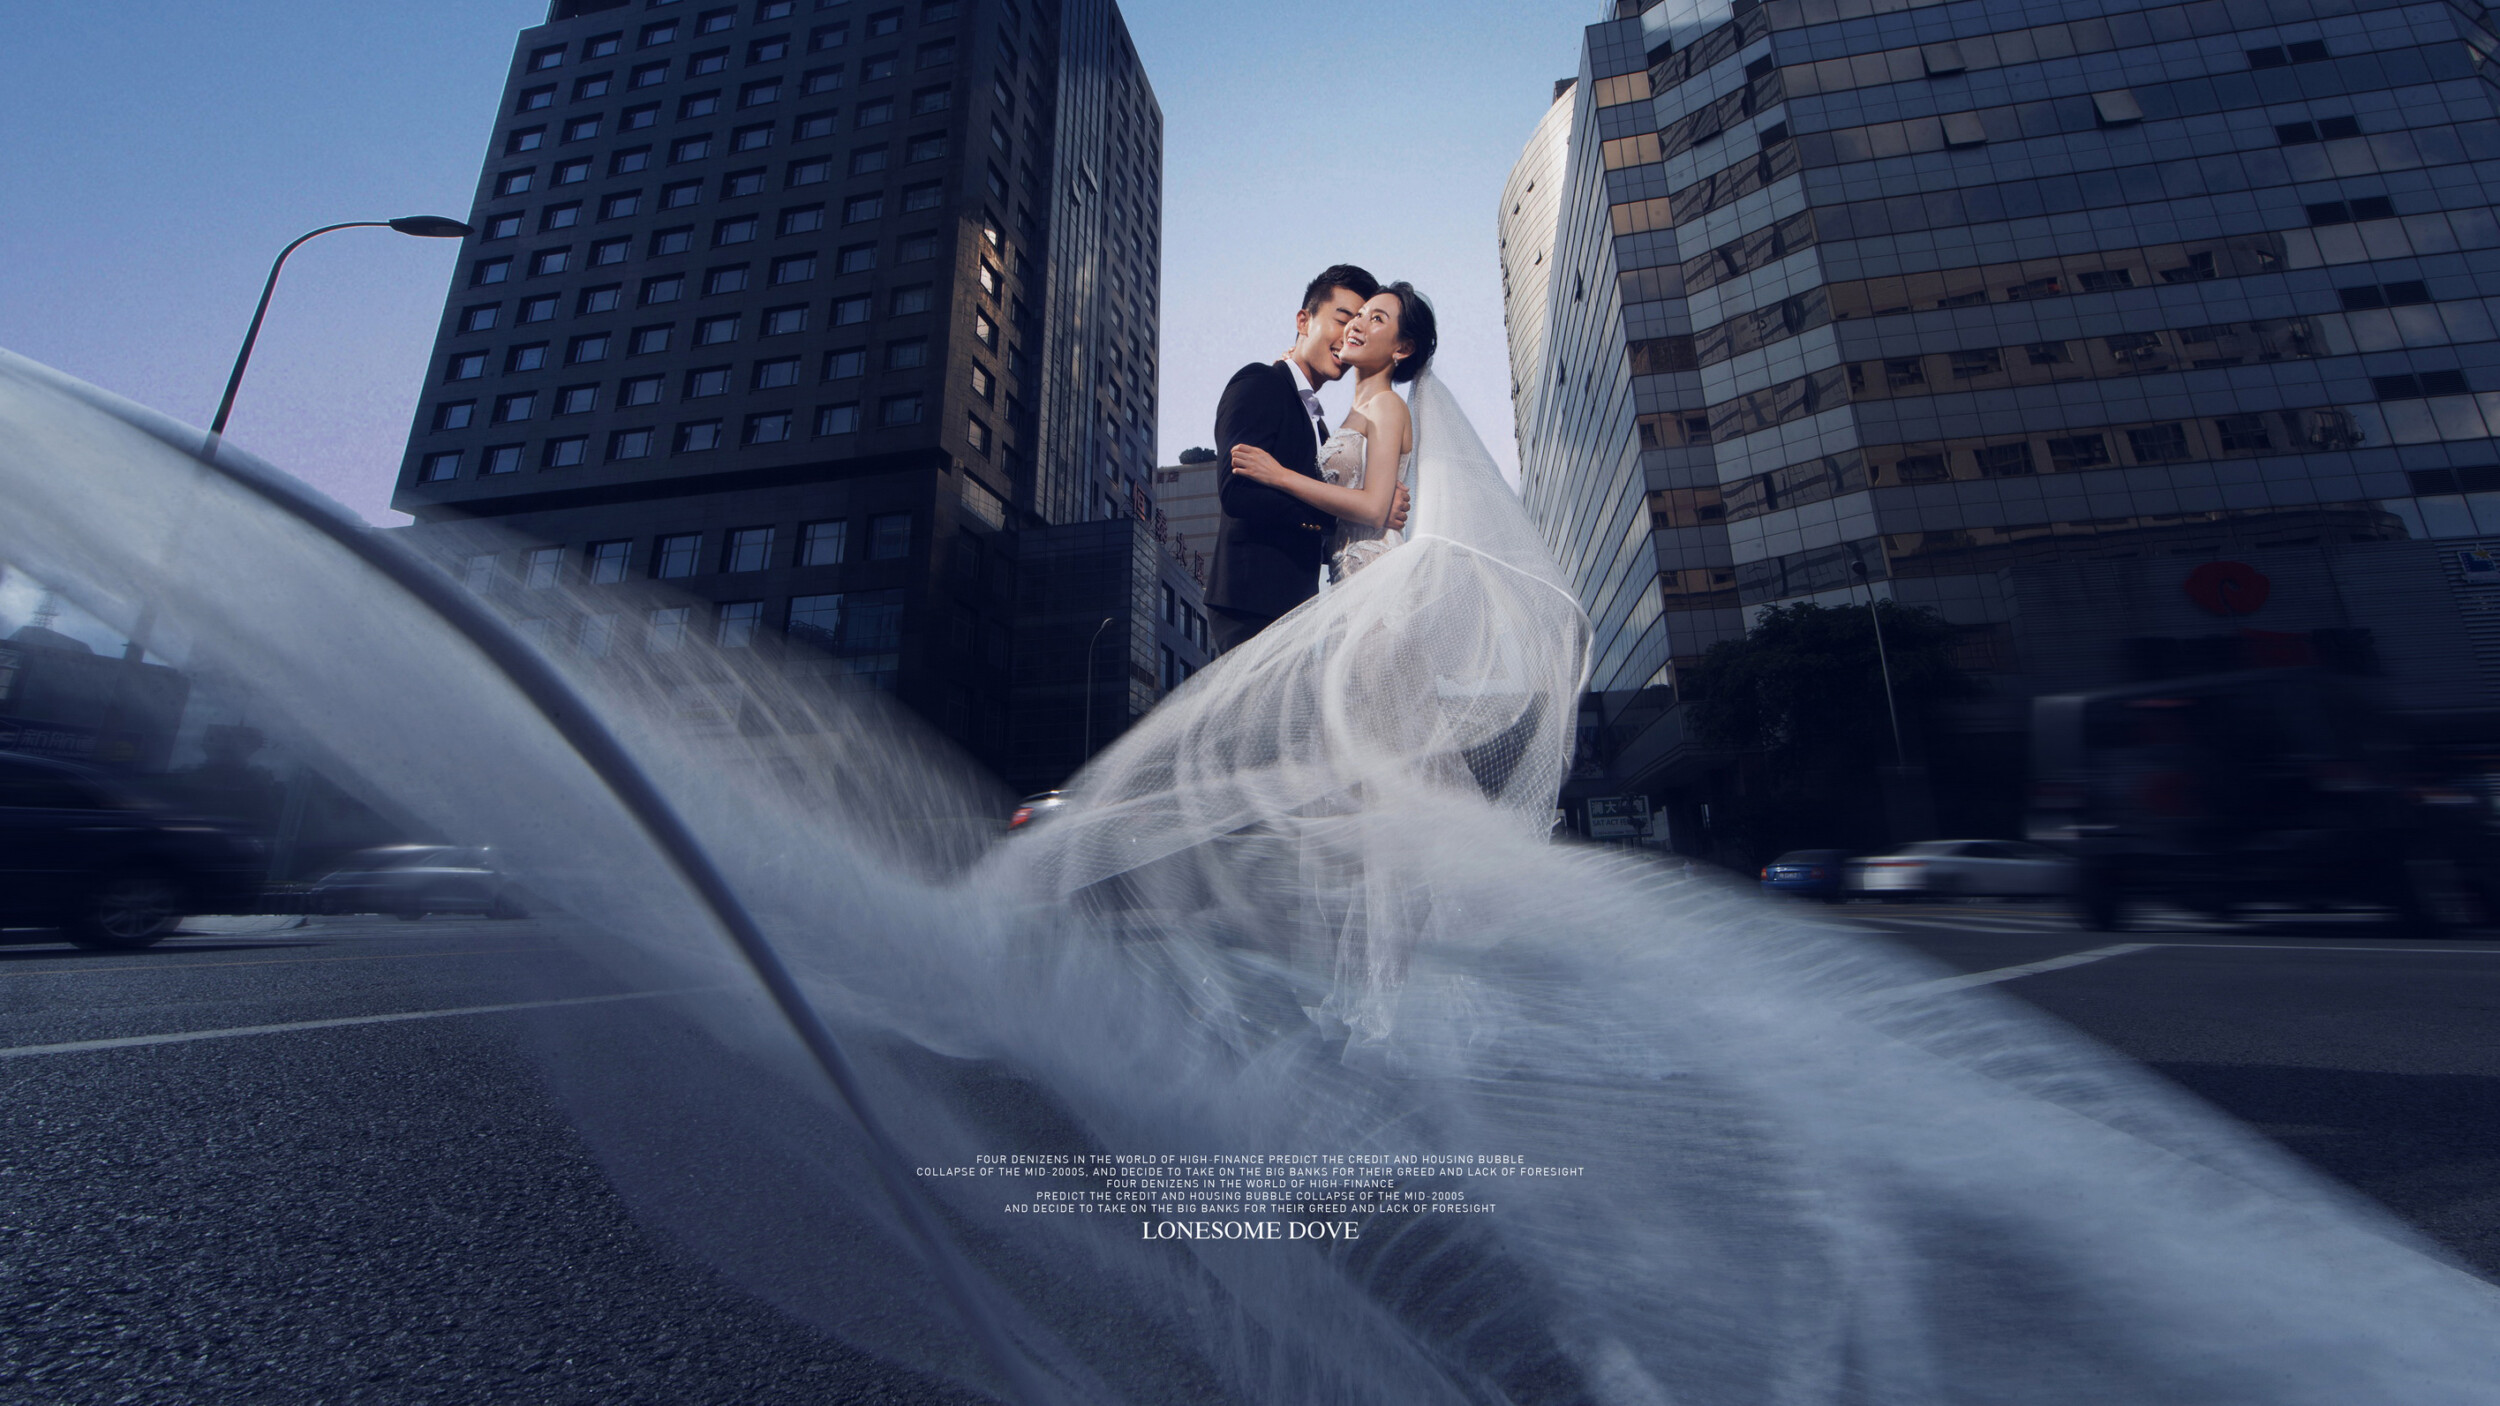 FOUR DENIZENS IN THE WORLD OF HIGH-FINANCE PREDICT THE CREDIT AND HOUSING BUBBLE
COLLAPSE OF THE MID-2000S, AND DECIDE TO TAKE ON THE BIG BANKS FOR THEIR GREED AND LACK OF FORESIGHT
FOUR DENIZENS IN THE WORLD OF HIGH-FINANCE
PREDICT THE CREDIT AND HOUSING BUBBLE COLLAPSE OF THE MID-2000S
AND DECIDE TO TAKE ON THE BIG BANKS FOR THEIR GREED AND LACK OF FORESIGHT
LONESOME DOVE